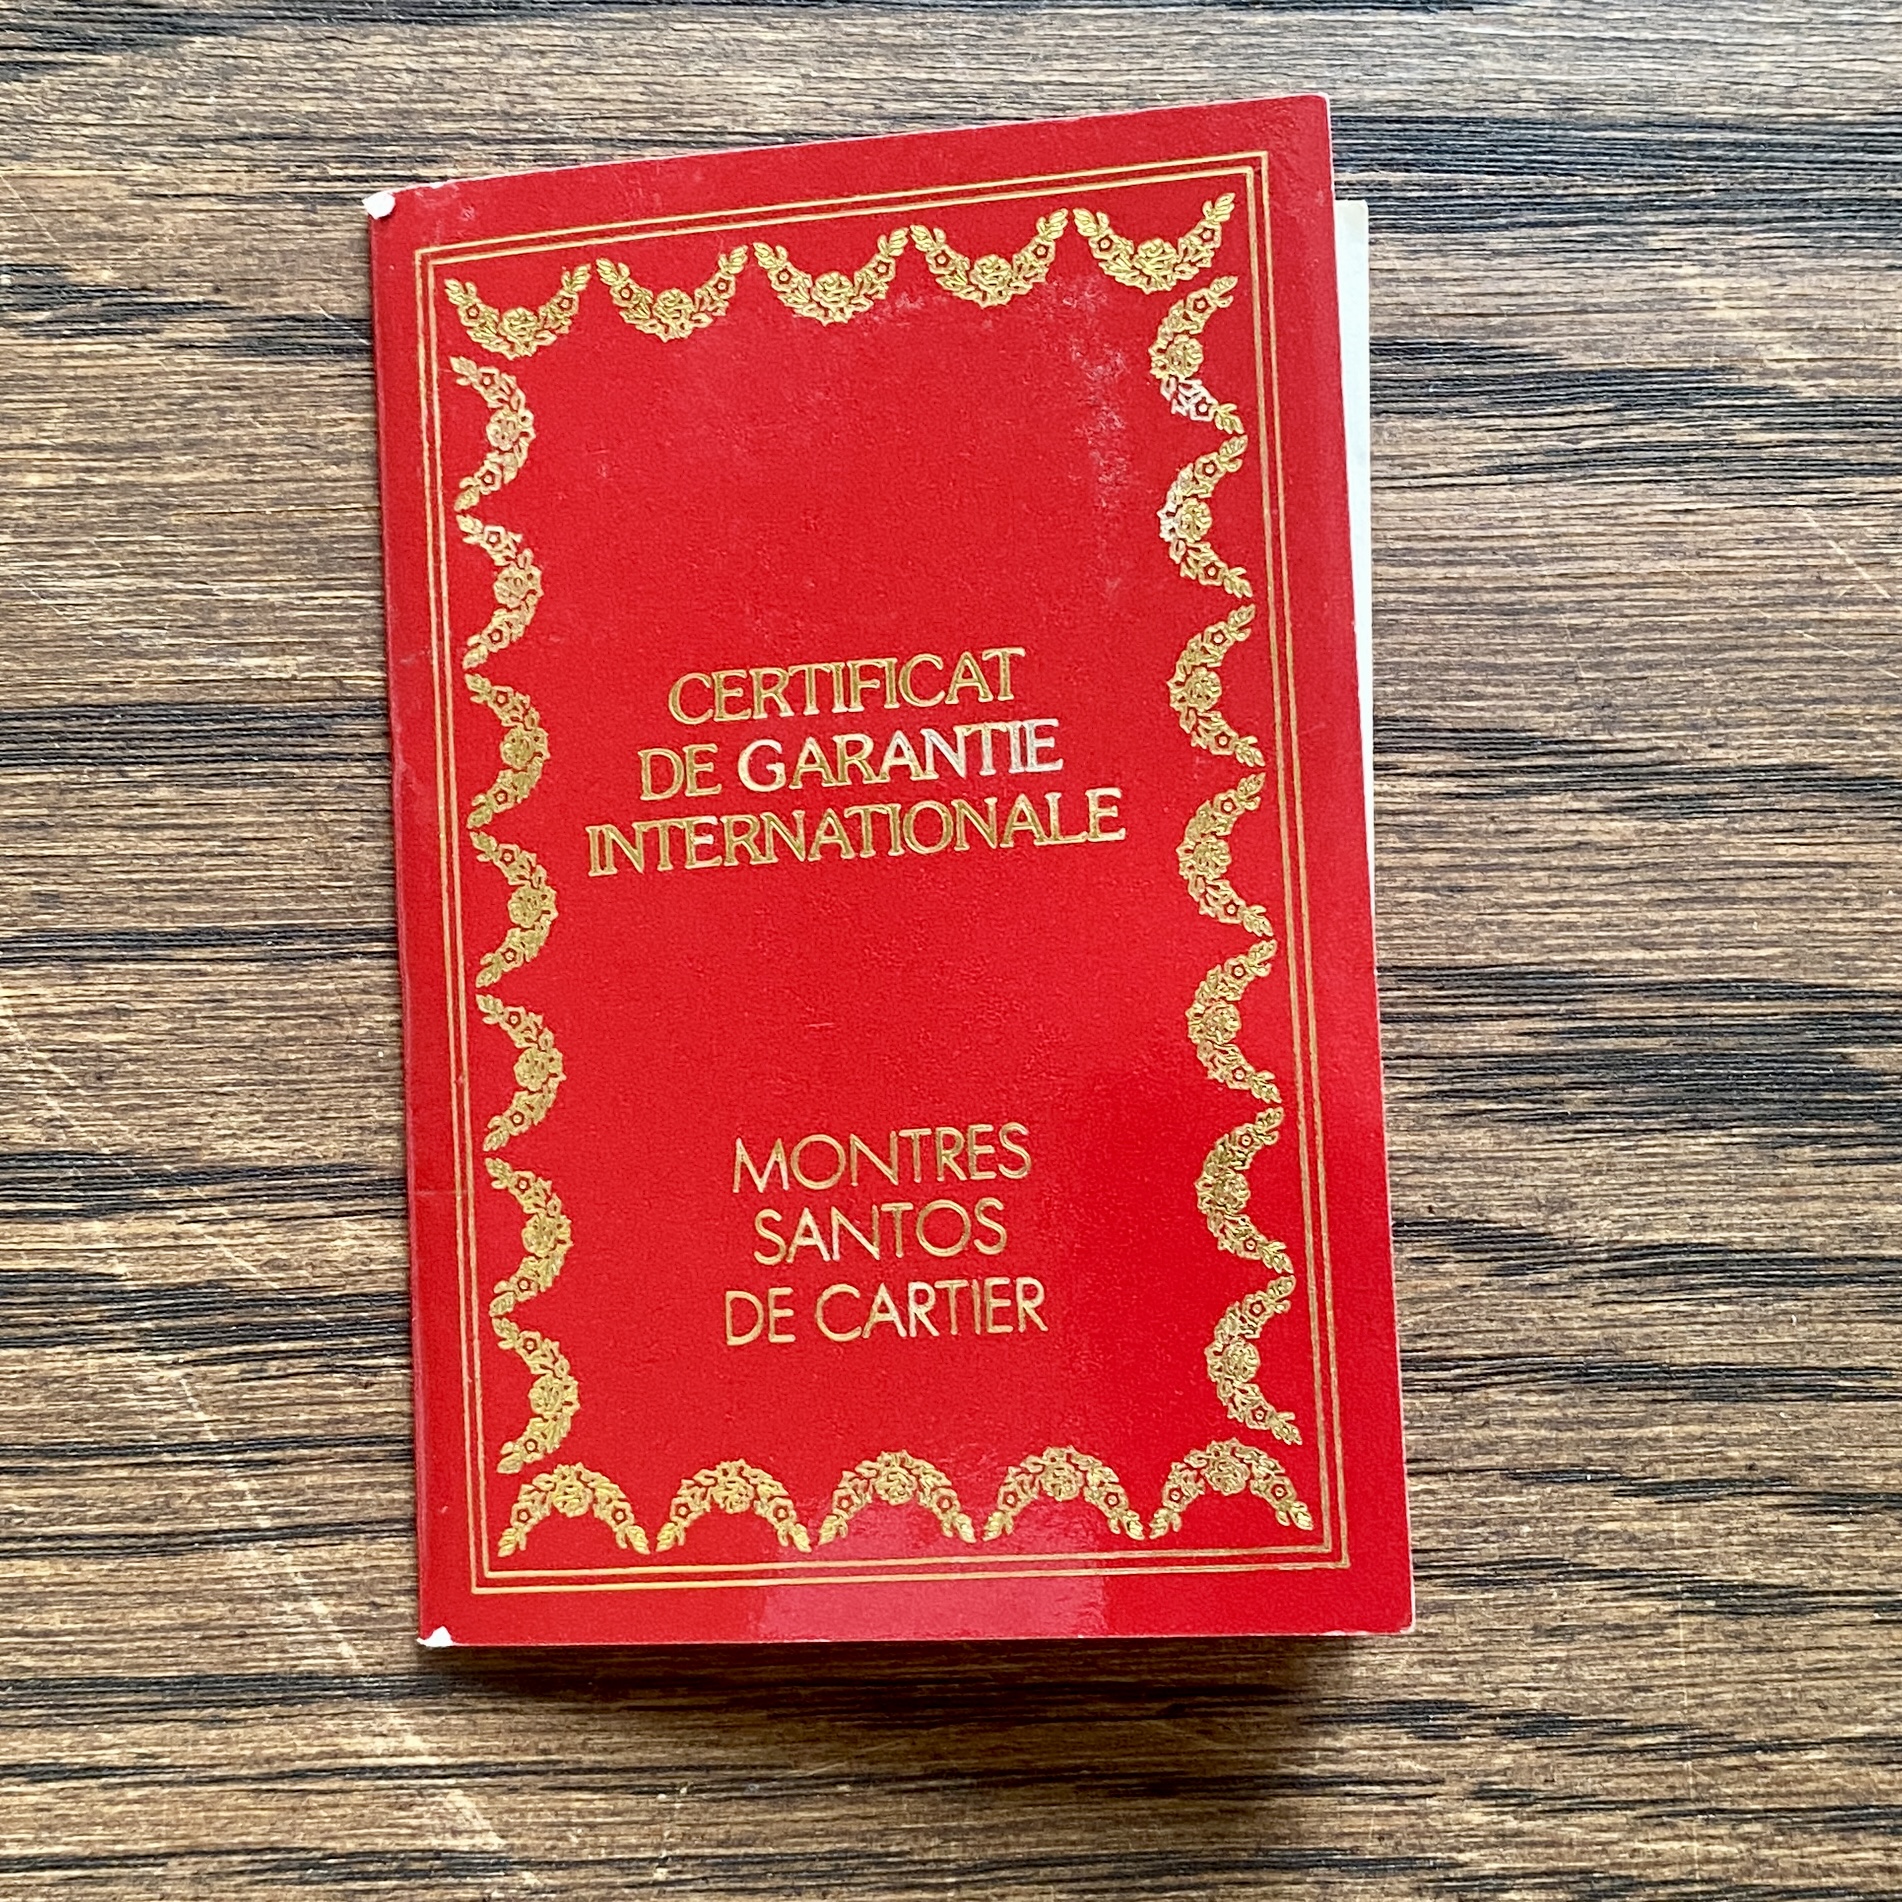 CERTIFICAT
DE GARANTIE
INTERNATIONALE
MONTRES
SANTOS
DE CARTIER